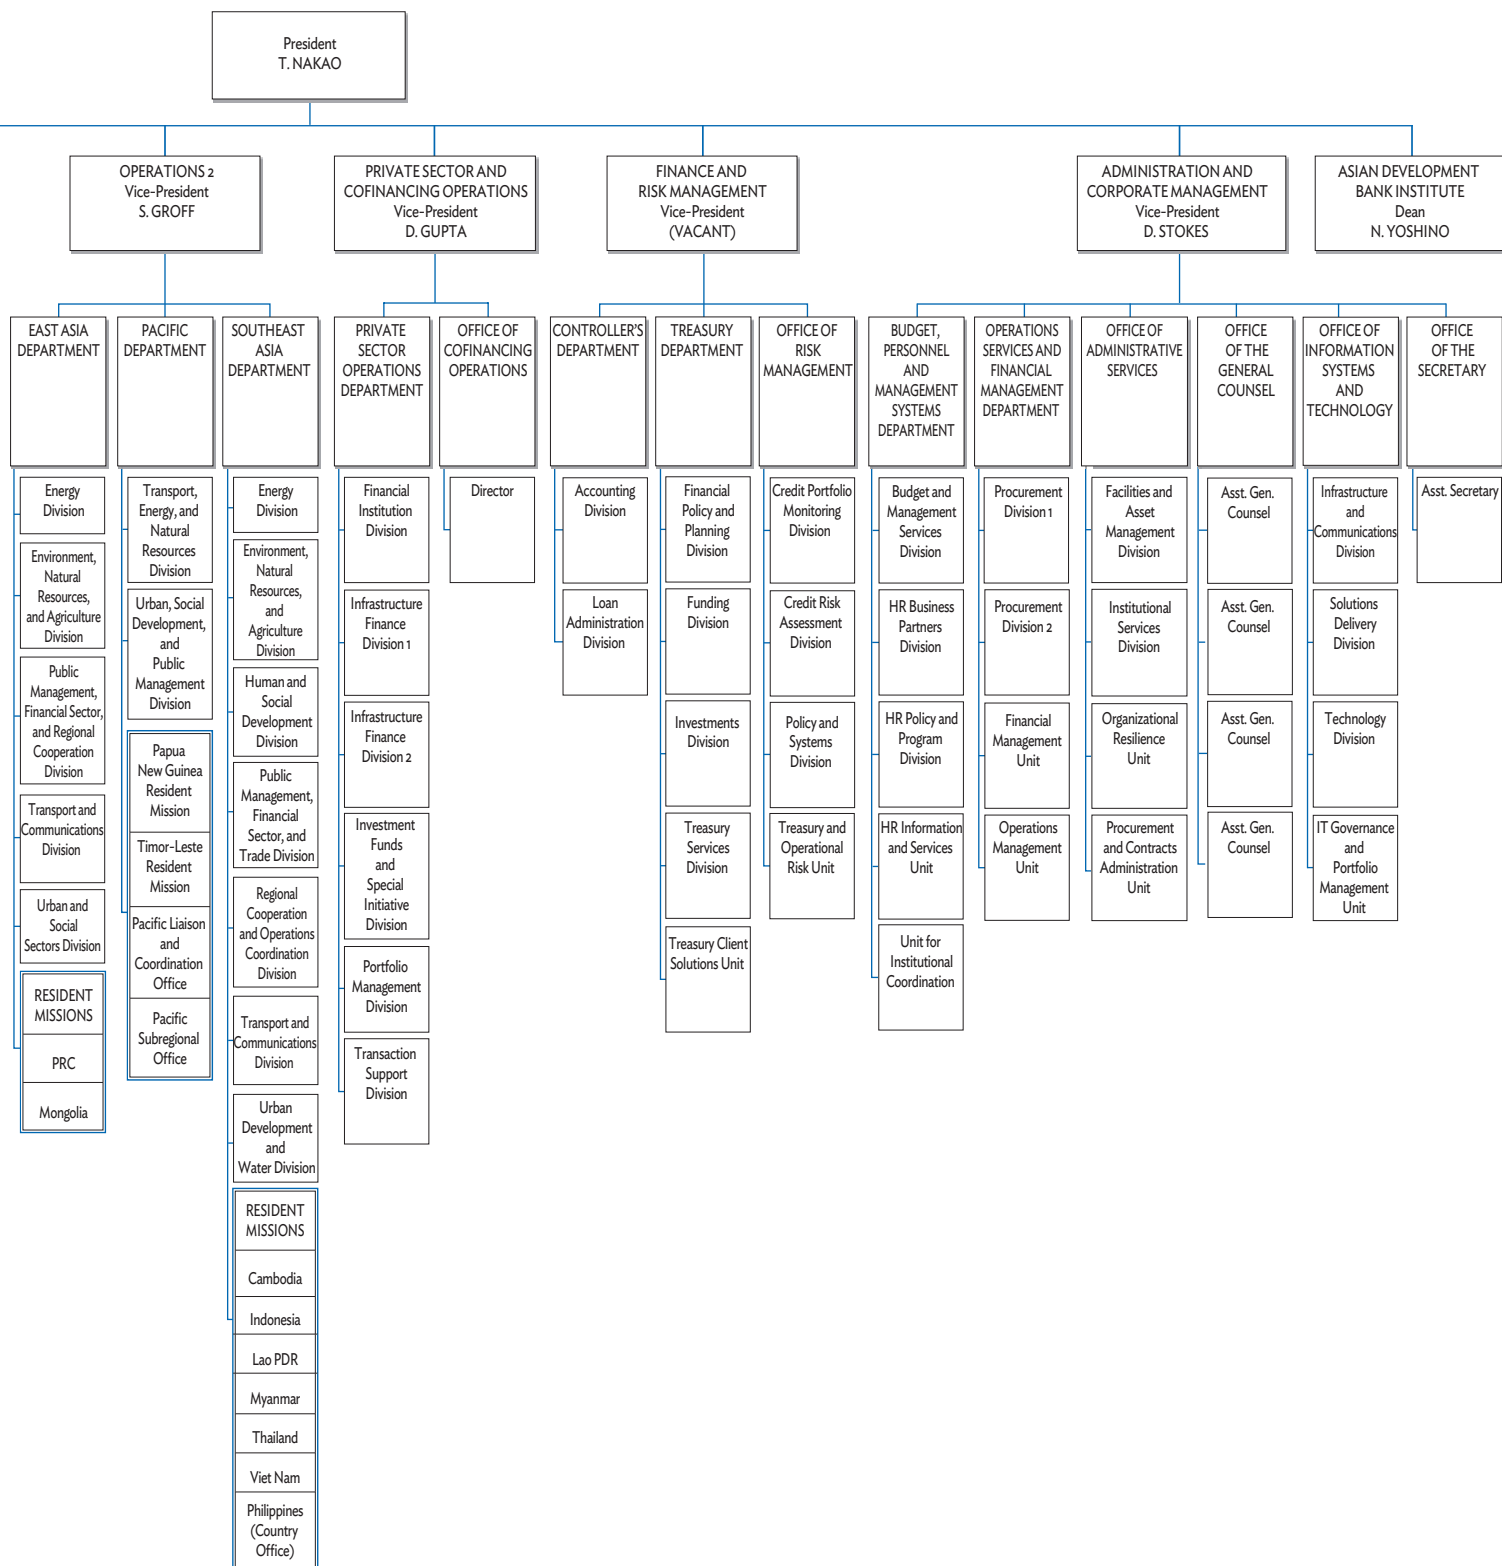 President
T. NAKAO
OPERATIONS 2
Vice-President
S. GROFF
PRIVATE SECTOR AND
COFINANCING OPERATIONS
Vice-President
D. GUPTA
FINANCE AND
RISK MANAGEMENT
Vice-President
(VACANT)
ADMINISTRATION AND
CORPORATE MANAGEMENT
Vice-President
D. STOKES
ASIAN DEVELOPMENT
BANK INSTITUTE
Dean
N. YOSHINO
EAST ASIA
DEPARTMENT
PACIFIC
DEPARTMENT
SOUTHEAST
ASIA
DEPARTMENT
PRIVATE
SECTOR
OPERATIONS
DEPARTMENT
OFFICE OF
COFINANCING
OPERATIONS
CONTROLLER'S
DEPARTMENT
TREASURY
DEPARTMENT
OFFICE OF
RISK
MANAGEMENT
BUDGET,
PERSONNEL
AND
MANAGEMENT
SYSTEMS
DEPARTMENT
OPERATIONS
SERVICES AND
FINANCIAL
MANAGEMENT
DEPARTMENT
OFFICE OF
ADMINISTRATIVE
SERVICES
OFFICE
OF THE
GENERAL
COUNSEL
OFFICE OF
INFORMATION
SYSTEMS
AND
TECHNOLOGY
OFFICE
OF THE
SECRETARY
Energy
Division
Environment,
Natural
Resources,
and Agriculture
Division
Public
Management,
Financial Sector,
and Regional
Cooperation
Division
Transport and
Communications
Division
Urban and
Social
Sectors Division
RESIDENT
MISSIONS
PRC
Mongolia
Transport,
Energy, and
Natural
Resources
Division
Urban, Social
Development,
and
Public
Management
Division
Papua
New Guinea
Resident
Mission
Timor-Leste
Resident
Mission
Pacific Liaison
and
Coordination
Office
Pacific
Subregional
Office
Energy
Division
Environment,
Natural
Resources,
and
Agriculture
Division
Human and
Social
Development
Division
Public
Management,
Financial
Sector, and
Trade Division
Regional
Cooperation
and Operations
Coordination
Division
Transport and
Communications
Division
Urban
Development
and
Water Division
RESIDENT
MISSIONS
Cambodia
Indonesia
Lao PDR
Myanmar
Thailand
Viet Nam
Philippines
(Country
Office)
Financial
Institution
Division
Infrastructure
Finance
Division 1
Infrastructure
Finance
Division 2
Investment
Funds
and
Special
Initiative
Division
Portfolio
Management
Division
Transaction
Support
Division
Director
Accounting
Division
Loan
Administration
Division
Financial
Policy and
Planning
Division
Funding
Division
Investments
Division
Treasury
Services
Division
Treasury Client
Solutions Unit
Credit Portfolio
Monitoring
Division
Credit Risk
Assessment
Division
Policy and
Systems
Division
Treasury and
Operational
Risk Unit
Budget and
Management
Services
Division
HR Business
Partners
Division
HR Policy and
Program
Division
HR Information
and Services
Unit
Unit for
Institutional
Coordination
Procurement
Division 1
Procurement
Division 2
Financial
Management
Unit
Operations
Management
Unit
Facilities and
Asset
Management
Division
Institutional
Services
Division
Organizational
Resilience
Unit
Procurement
and Contracts
Administration
Unit
Asst. Gen.
Counsel
Asst. Gen.
Counsel
Asst. Gen.
Counsel
Asst. Gen.
Counsel
Infrastructure
and
Communications
Division
Solutions
Delivery
Division
Technology
Division
IT Governance
and
Portfolio
Management
Unit
Asst. Secretary